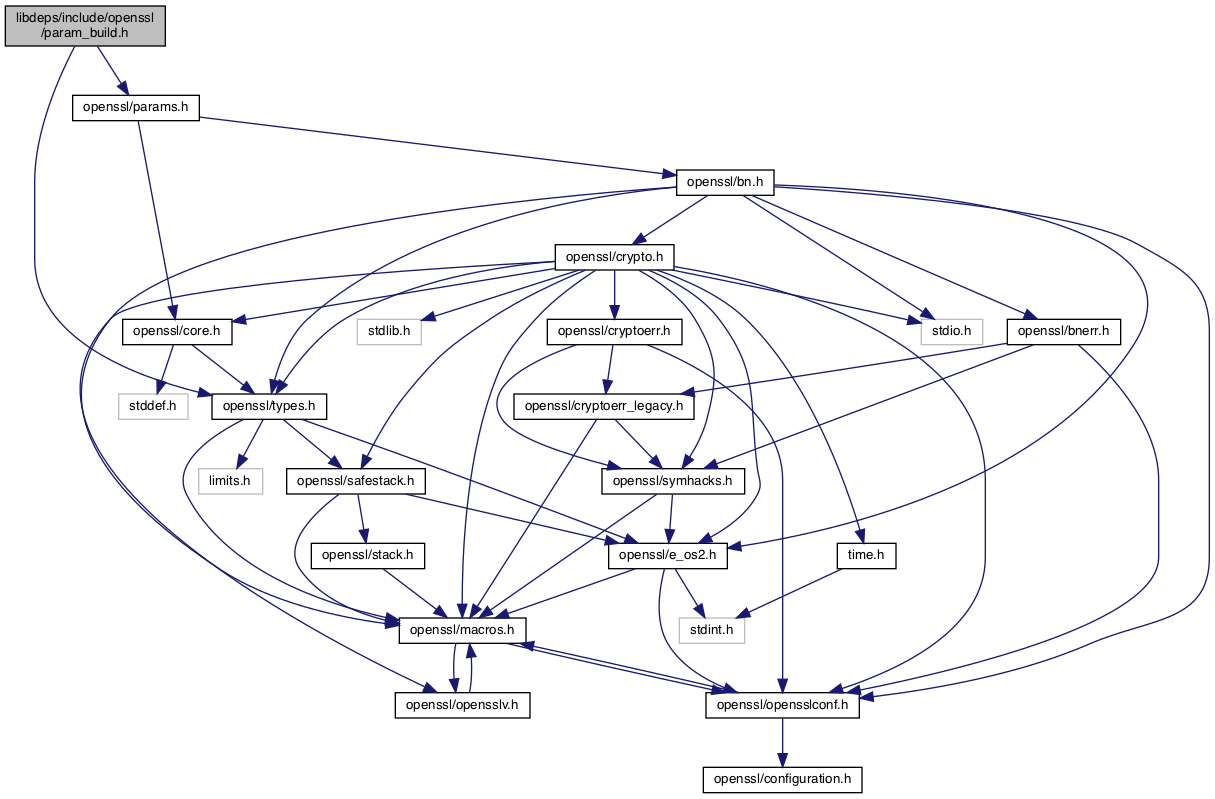 libdeps/include/openssl
/param_build.h
openssl/params.h
openssl/bn.h
openssl/crypto.h
openssl/core.h
stdlib.h
openssl/cryptoerr.h
stdio.h
openssl/bnerr.h
stddef.h
openssl/types.h
openssl/cryptoerr_legacy.h
limits.h
openssl/safestack.h
openssl/symhacks.h
openssl/stack.h
openssl/e_os2.h
time.h
openssl/macros.h
stdint.h
openssl/opensslv.h
openssl/opensslconf.h
openssl/configuration.h